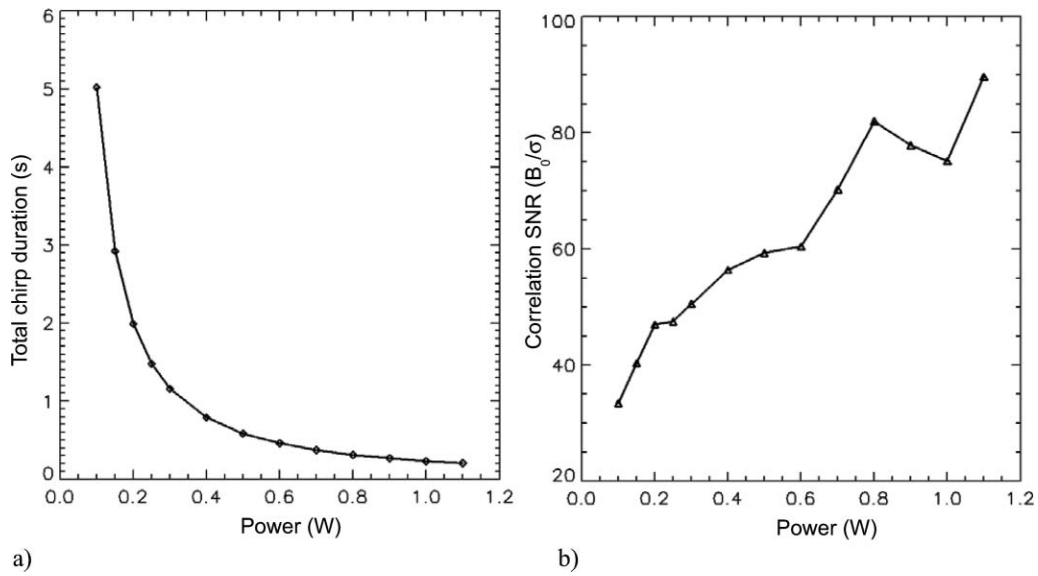 6
5
4
3
2
1
0
0.0 0.2 0.4 0.6 0.8 1.0 1.2
Total chirp duration (s)
Power (W)
a)
100
80
60
40
20
0.0 0.2 0.4 0.6 0.8 1.0 1.2
Correlation SNR (B₀/σ)
Power (W)
b)